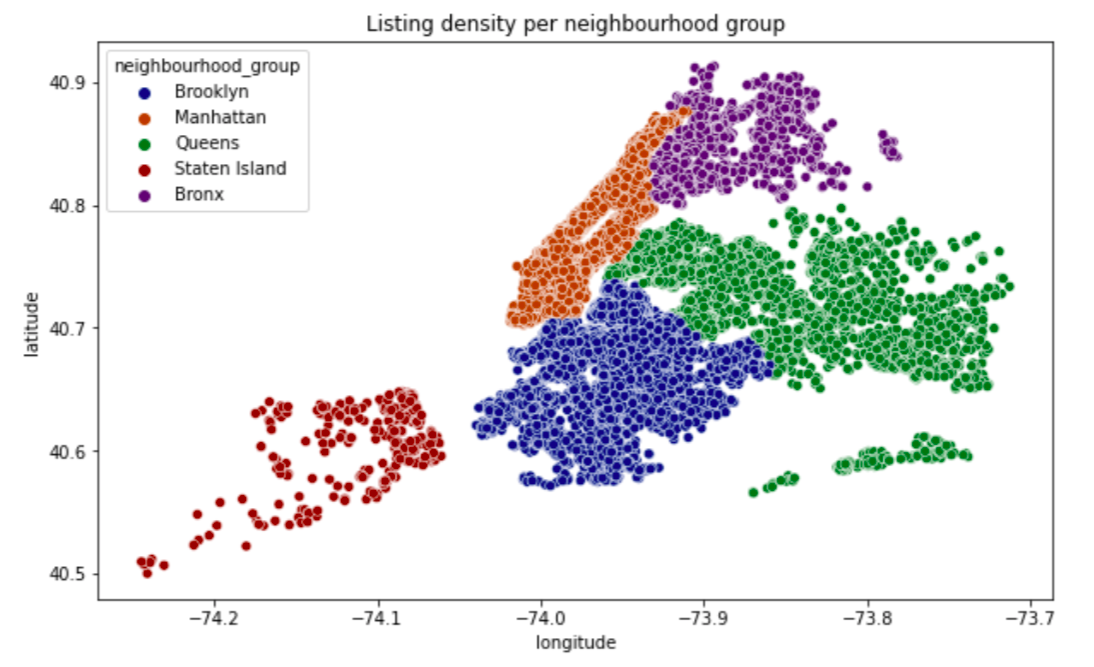 Listing density per neighbourhood group
neighbourhood_group
Brooklyn
Manhattan
Queens
Staten Island
Bronx
40.9
40.8
40.7
40.6
40.5
latitude
−74.2 −74.1 −74.0 −73.9 −73.8 −73.7
longitude